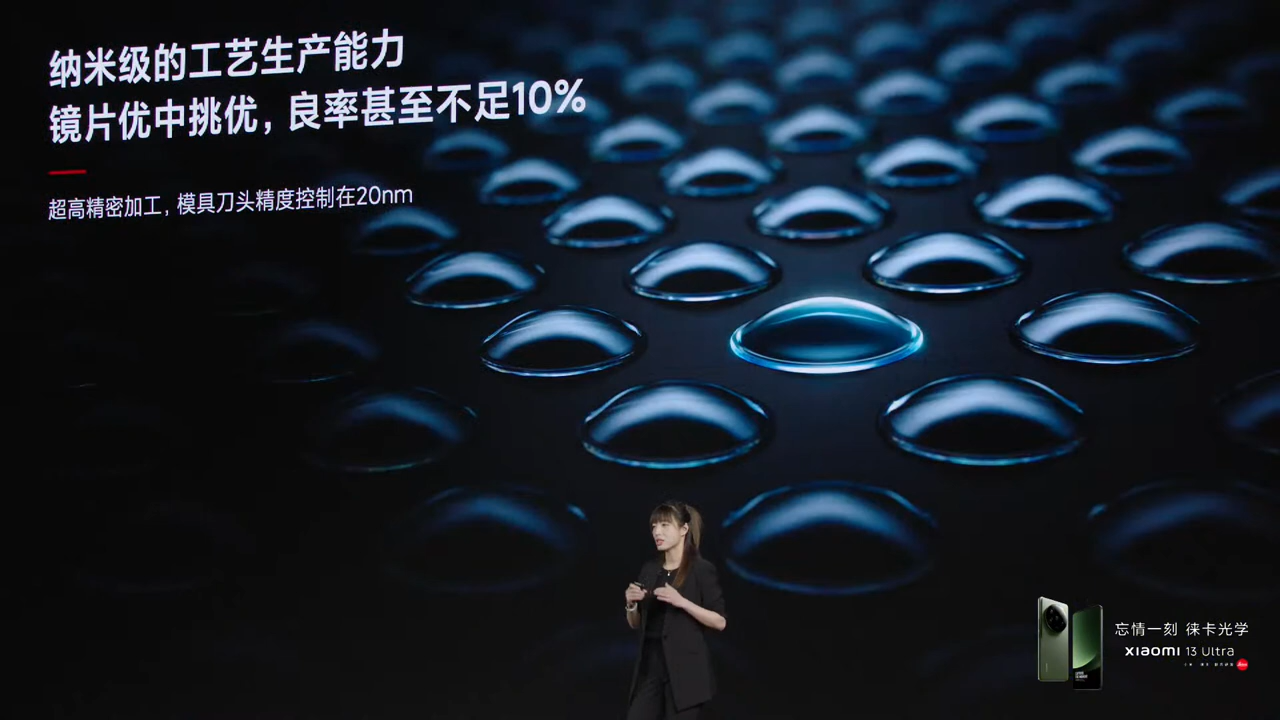 纳米级的工艺生产能力
镜片优中挑优，良率甚至不足10%
超高精密加工，模具刀头精度控制在20nm
忘情一刻 徕卡光学
xiaomi 13 Ultra